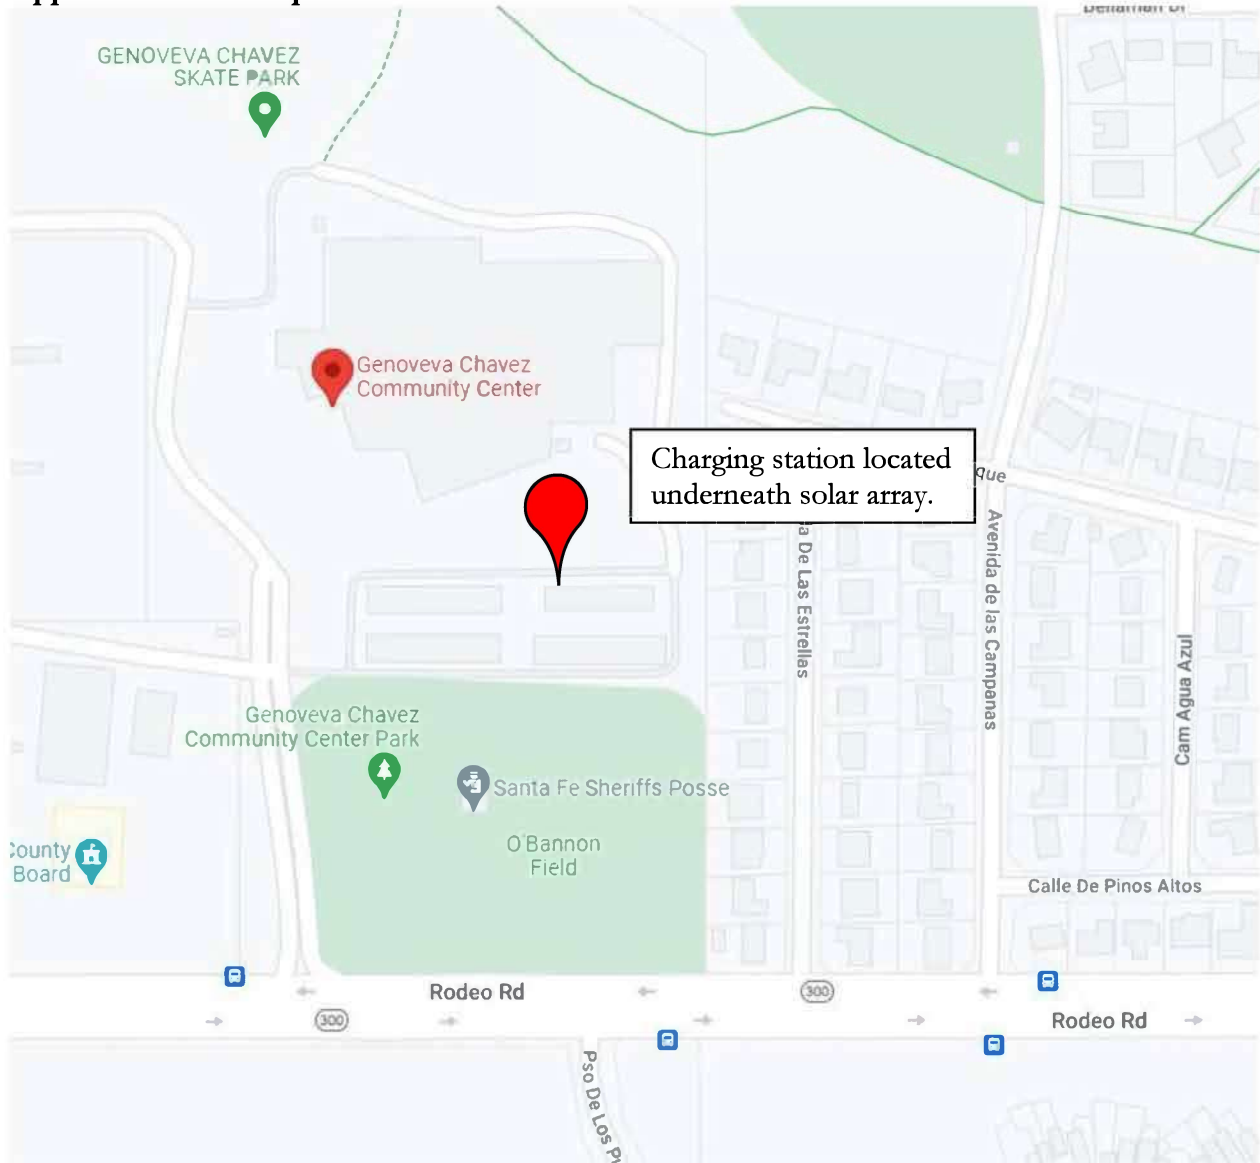 GENOVEVA CHAVEZ
SKATE PARK
Genoveva Chavez
Community Center
Charging station located
underneath solar array.
que
a De Las Estrellas
Avenida de las Campanas
Cam Agua Azul
Genoveva Chavez
Community Center Park
Santa Fe Sheriffs Posse
O'Bannon
Field
County
Board
Calle De Pinos Altos
Rodeo Rd
300
300
Rodeo Rd
Pso De Los